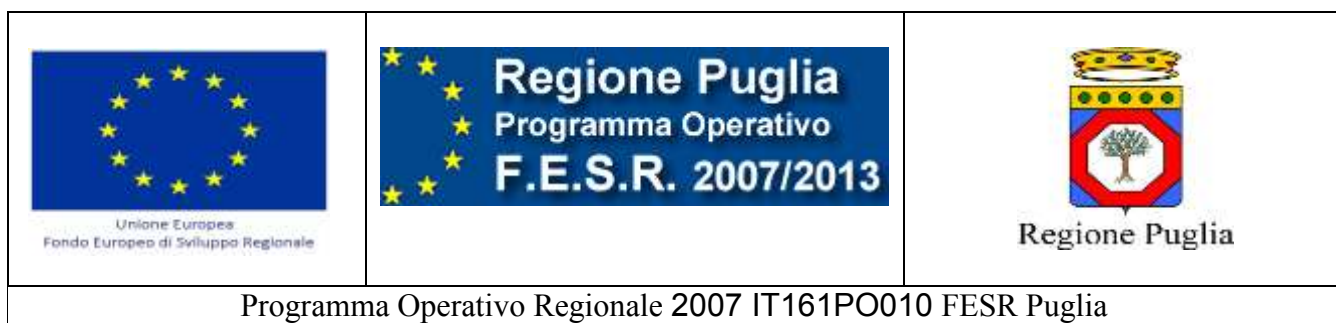 Unione Europea
Fondo Europeo di Sviluppo Regionale
Regione Puglia
Programma Operativo
F.E.S.R. 2007/2013
Regione Puglia
Programma Operativo Regionale 2007 IT161PO010 FESR Puglia